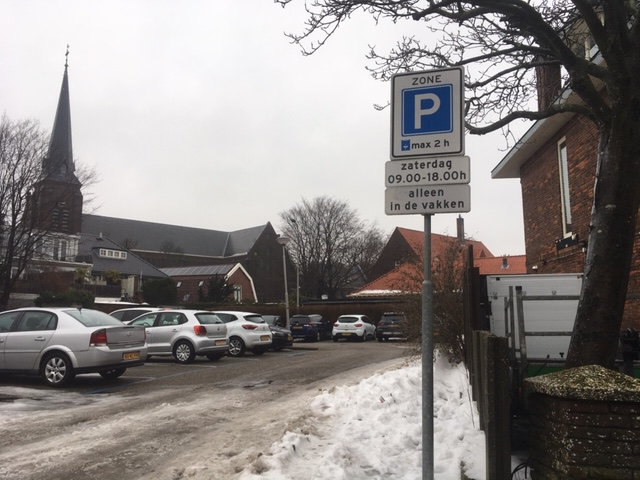 ZONE
P
max 2 h
zaterdag
09.00-18.00h
alleen
in de vakken